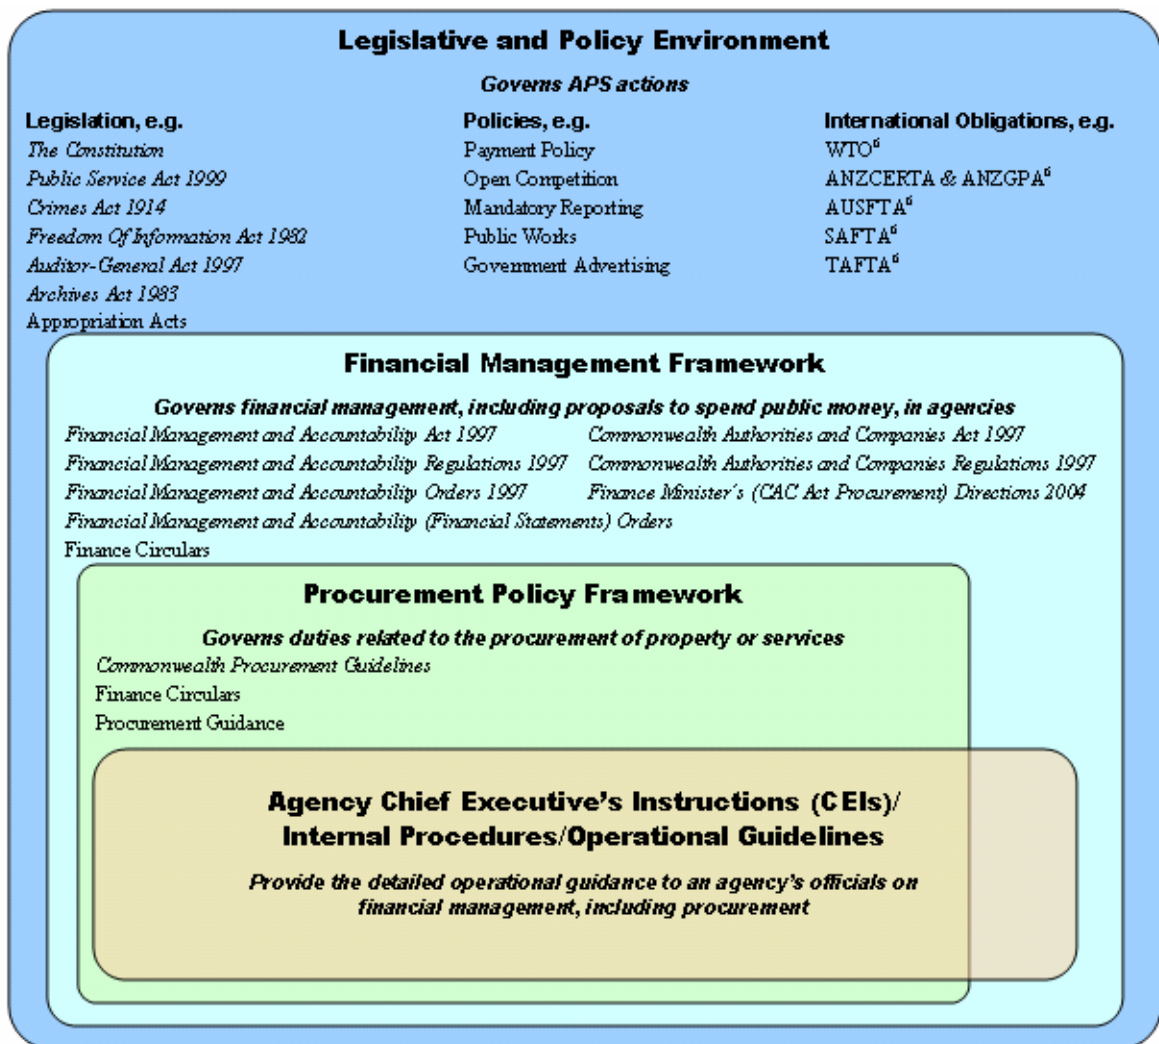 Legislative and Policy Environment
Governs APS actions
Legislation, e.g.
The Constitution
Public Service Act 1999
Crimes Act 1914
Freedom Of Information Act 1982
Auditor-General Act 1997
Archives Act 1983
Appropriation Acts
Policies, e.g.
Payment Policy
Open Competition
Mandatory Reporting
Public Works
Government Advertising
International Obligations, e.g.
WTO⁶
ANZCERTA & ANZGPA⁶
AUSFTA⁶
SAFTA⁶
TAFTA⁶
Financial Management Framework
Governs financial management, including proposals to spend public money, in agencies
Financial Management and Accountability Act 1997
Financial Management and Accountability Regulations 1997
Financial Management and Accountability Orders 1997
Financial Management and Accountability (Financial Statements) Orders
Finance Circulars
Commonwealth Authorities and Companies Act 1997
Commonwealth Authorities and Companies Regulations 1997
Finance Minister's (CAC Act Procurement) Directions 2004
Procurement Policy Framework
Governs duties related to the procurement of property or services
Commonwealth Procurement Guidelines
Finance Circulars
Procurement Guidance
Agency Chief Executive's Instructions (CEIs)/
Internal Procedures/Operational Guidelines
Provide the detailed operational guidance to an agency's officials on
financial management, including procurement